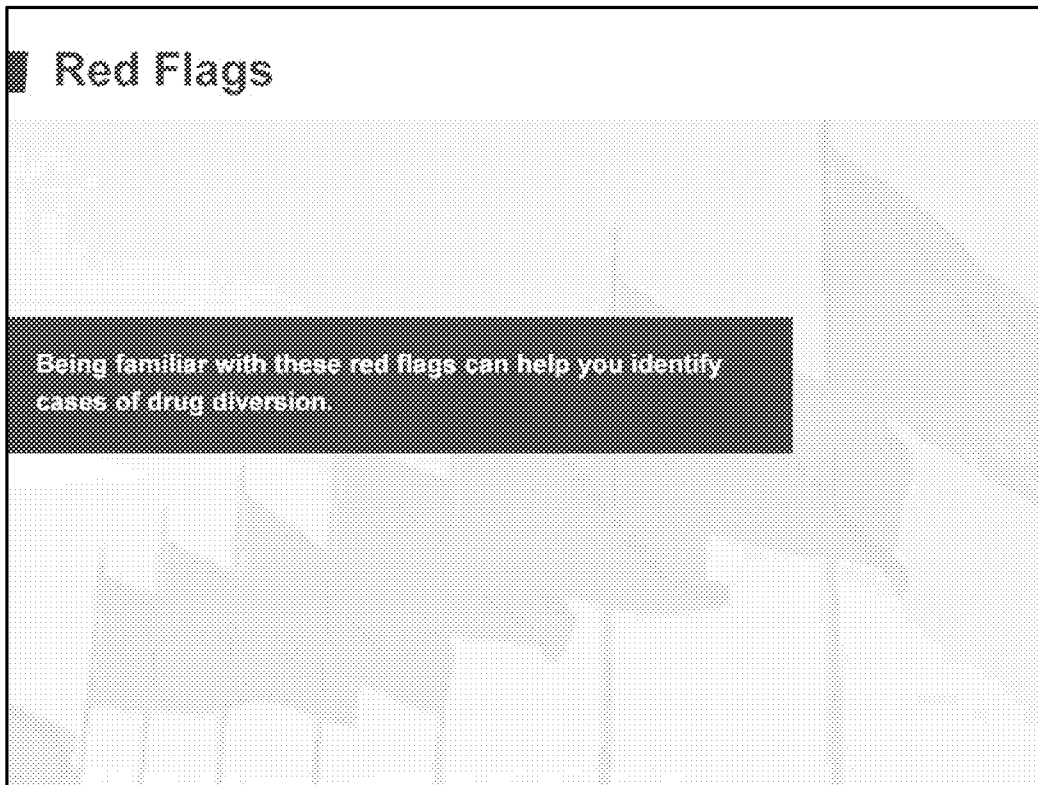 Red Flags
Being familiar with these red flags can help you identify
cases of drug diversion.